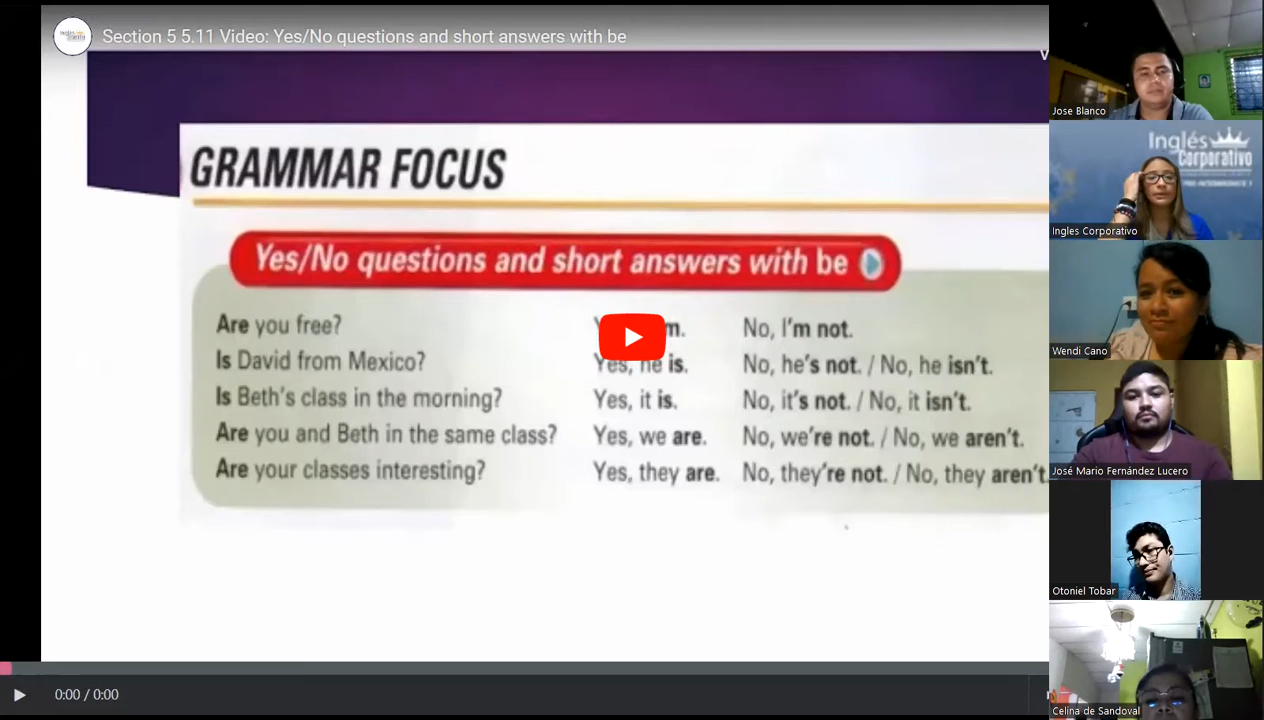 Section 5 5.11 Video: Yes/No questions and short answers with be
GRAMMAR FOCUS
Yes/No questions and short answers with be
Are you free? No, I'm not.
Is David from Mexico? Yes, he is. No, he's not. / No, he isn't.
Is Beth's class in the morning? Yes, it is. No, it's not. / No, it isn't.
Are you and Beth in the same class? Yes, we are. No, we're not. / No, we aren't.
Are your classes interesting? Yes, they are. No, they're not. / No, they aren't.
0:00 / 0:00
Jose Blanco
Inglés
Corporativo
Ingles Corporativo
Wendi Cano
José Mario Fernández Lucero
Otoniel Tobar
Celina de Sandoval